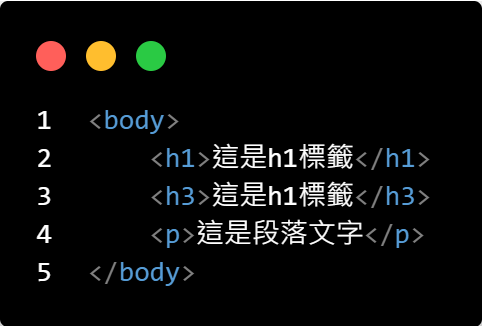 1 <body>
2     <h1>這是h1標籤</h1>
3     <h3>這是h1標籤</h3>
4     <p>這是段落文字</p>
5 </body>